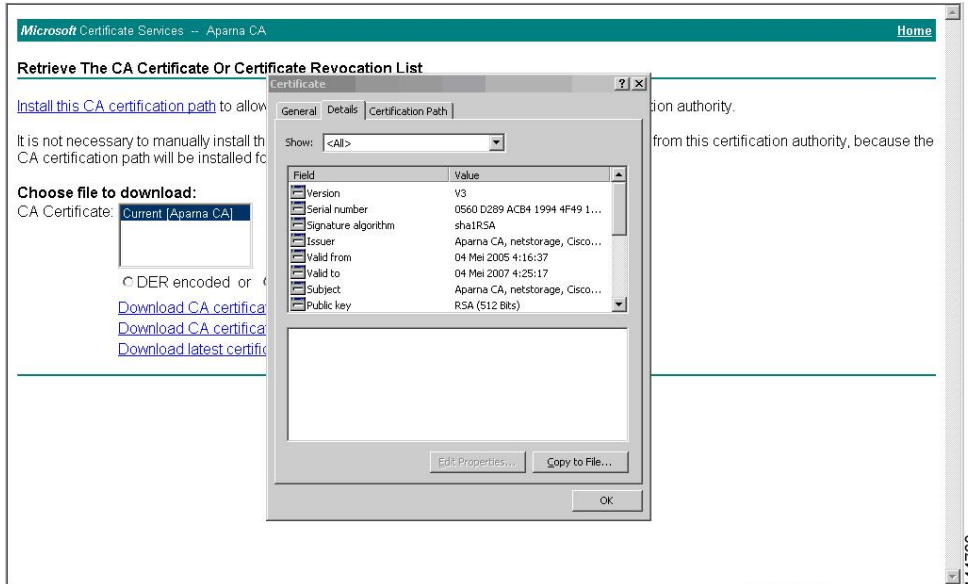 Microsoft Certificate Services -- Aparna CA
Home
Retrieve The CA Certificate Or Certificate Revocation List
Install this CA certification path to allow
tion authority.
It is not necessary to manually install th
from this certification authority, because the
CA certification path will be installed fo
Choose file to download:
CA Certificate:
Current [Aparna CA]
DER encoded or
Download CA certifica
Download CA certifica
Download latest certific
Certificate
General
Details
Certification Path
Show:
<All>
Field
Value
Version
V3
Serial number
0560 D289 ACB4 1994 4F49 1...
Signature algorithm
sha1RSA
Issuer
Aparna CA, netstorage, Cisco...
Valid from
04 Mei 2005 4:16:37
Valid to
04 Mei 2007 4:25:17
Subject
Aparna CA, netstorage, Cisco...
Public key
RSA (512 Bits)
Edit Properties...
Copy to File...
OK